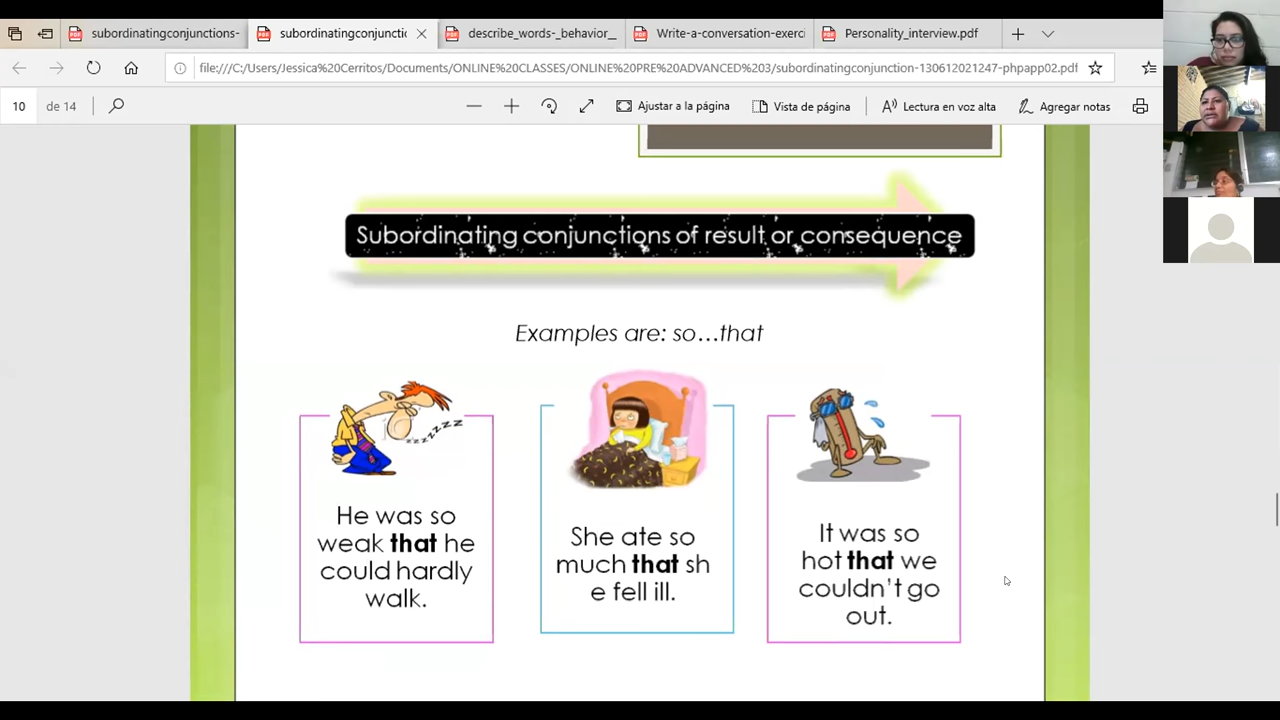 subordinatingconjunctions-
subordinatingconjunctio
describe_words-_behavior_
Write-a-conversation-exerci
Personality_interview.pdf
file:///C:/Users/Jessica%20Cerritos/Documents/ONLINE%20CLASSES/ONLINE%20PRE%20ADVANCED%203/subordinatingconjunction-130612021247-phpapp02.pdf
10 de 14
Ajustar a la página
Vista de página
Lectura en voz alta
Agregar notas
Subordinating conjunctions of result or consequence
Examples are: so...that
zzzzzzz
He was so
weak that he
could hardly
walk.
She ate so
much that sh
e fell ill.
It was so
hot that we
couldn't go
out.